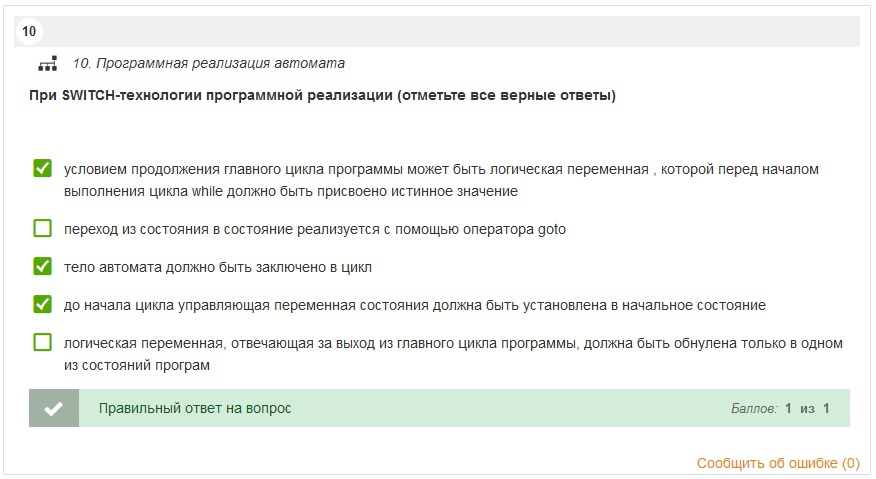 10
10. Программная реализация автомата
При SWITCH-технологии программной реализации (отметьте все верные ответы)
условием продолжения главного цикла программы может быть логическая переменная , которой перед началом
выполнения цикла while должно быть присвоено истинное значение
переход из состояния в состояние реализуется с помощью оператора goto
тело автомата должно быть заключено в цикл
до начала цикла управляющая переменная состояния должна быть установлена в начальное состояние
логическая переменная, отвечающая за выход из главного цикла программы, должна быть обнулена только в одном
из состояний програм
Правильный ответ на вопрос Баллов: 1 из 1
Сообщить об ошибке (0)